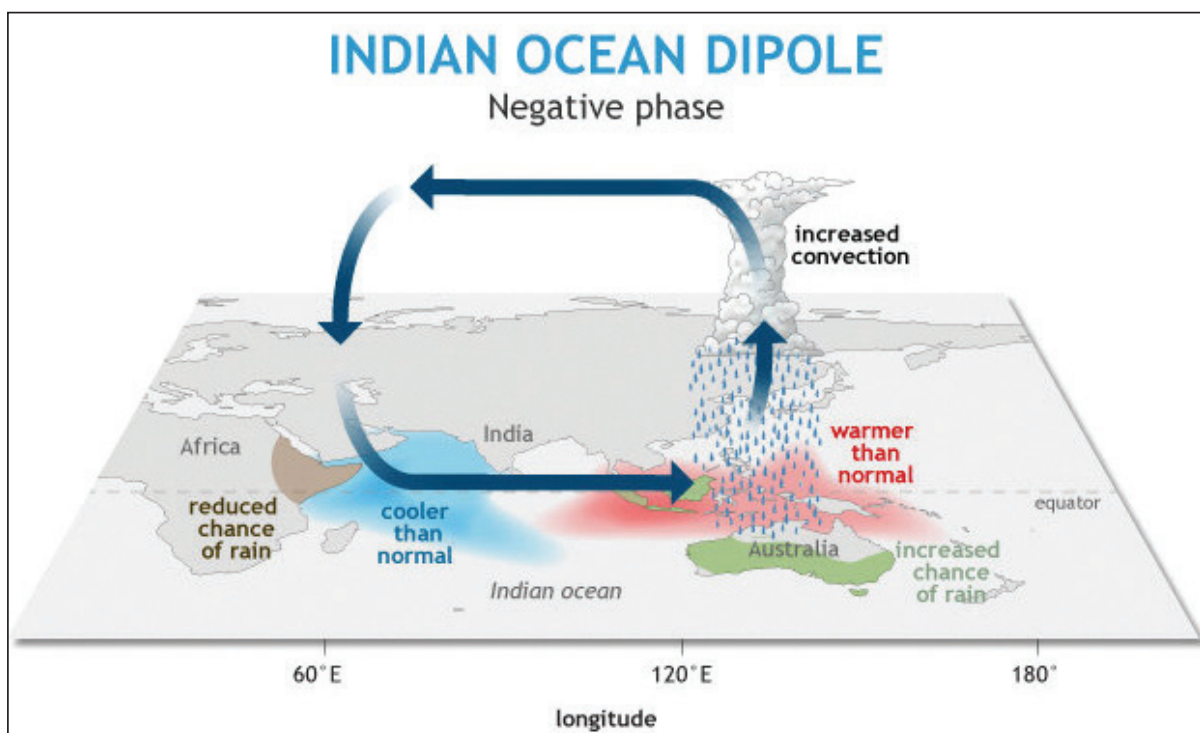 INDIAN OCEAN DIPOLE
Negative phase
increased
convection
Africa
India
warmer
than
normal
reduced
chance
of rain
cooler
than
normal
equator
Australia
increased
chance
of rain
Indian ocean
60°E
120°E
180°
longitude